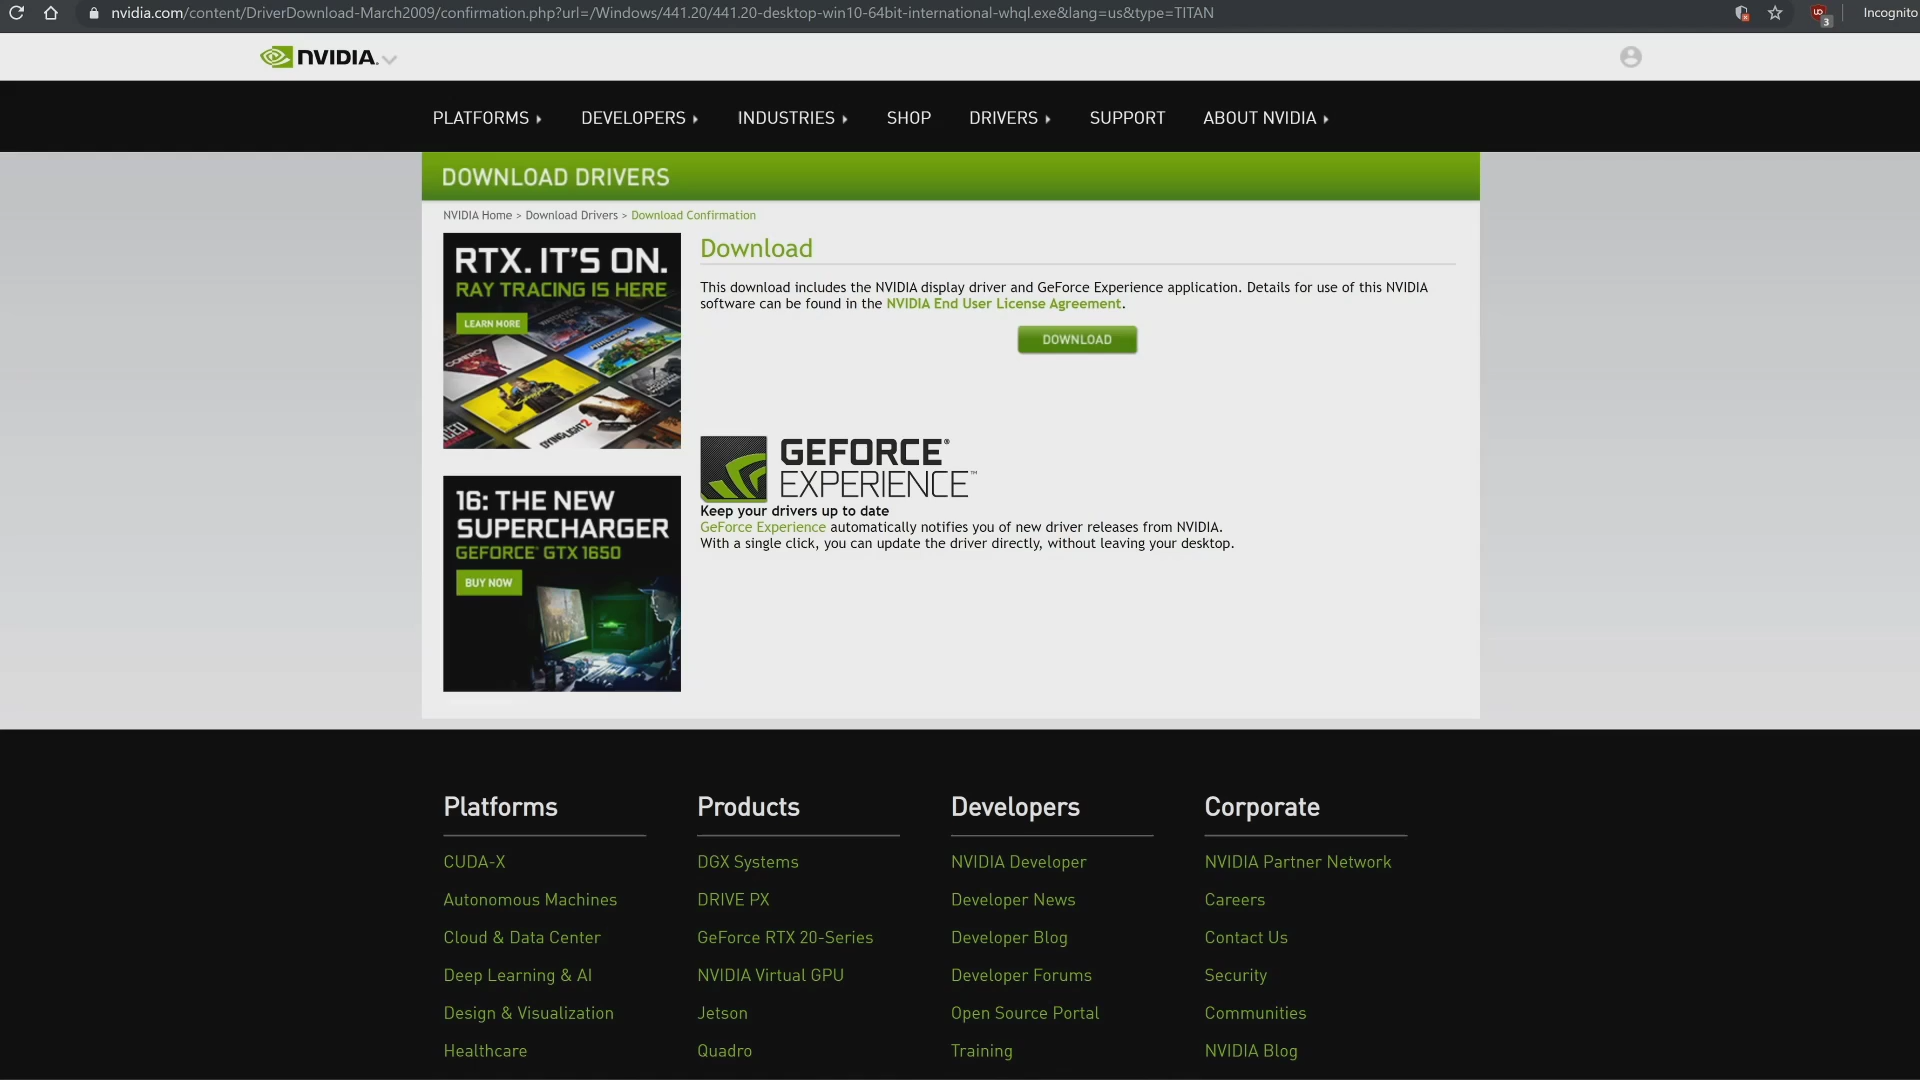 nvidia.com/content/DriverDownload-March2009/confirmation.php?url=/Windows/441.20/441.20-desktop-win10-64bit-international-whql.exe&lang=us&type=TITAN
3
Incognito
NVIDIA.
PLATFORMS
DEVELOPERS
INDUSTRIES
SHOP
DRIVERS
SUPPORT
ABOUT NVIDIA
DOWNLOAD DRIVERS
NVIDIA Home > Download Drivers > Download Confirmation
RTX. IT'S ON.
RAY TRACING IS HERE
LEARN MORE
CONTROL
DYING LIGHT 2
16: THE NEW
SUPERCHARGER
GEFORCE® GTX 1650
BUY NOW
Download
This download includes the NVIDIA display driver and GeForce Experience application. Details for use of this NVIDIA
software can be found in the NVIDIA End User License Agreement.
DOWNLOAD
GEFORCE®
EXPERIENCE™
Keep your drivers up to date
GeForce Experience automatically notifies you of new driver releases from NVIDIA.
With a single click, you can update the driver directly, without leaving your desktop.
Platforms
CUDA-X
Autonomous Machines
Cloud & Data Center
Deep Learning & AI
Design & Visualization
Healthcare
Products
DGX Systems
DRIVE PX
GeForce RTX 20-Series
NVIDIA Virtual GPU
Jetson
Quadro
Developers
NVIDIA Developer
Developer News
Developer Blog
Developer Forums
Open Source Portal
Training
Corporate
NVIDIA Partner Network
Careers
Contact Us
Security
Communities
NVIDIA Blog